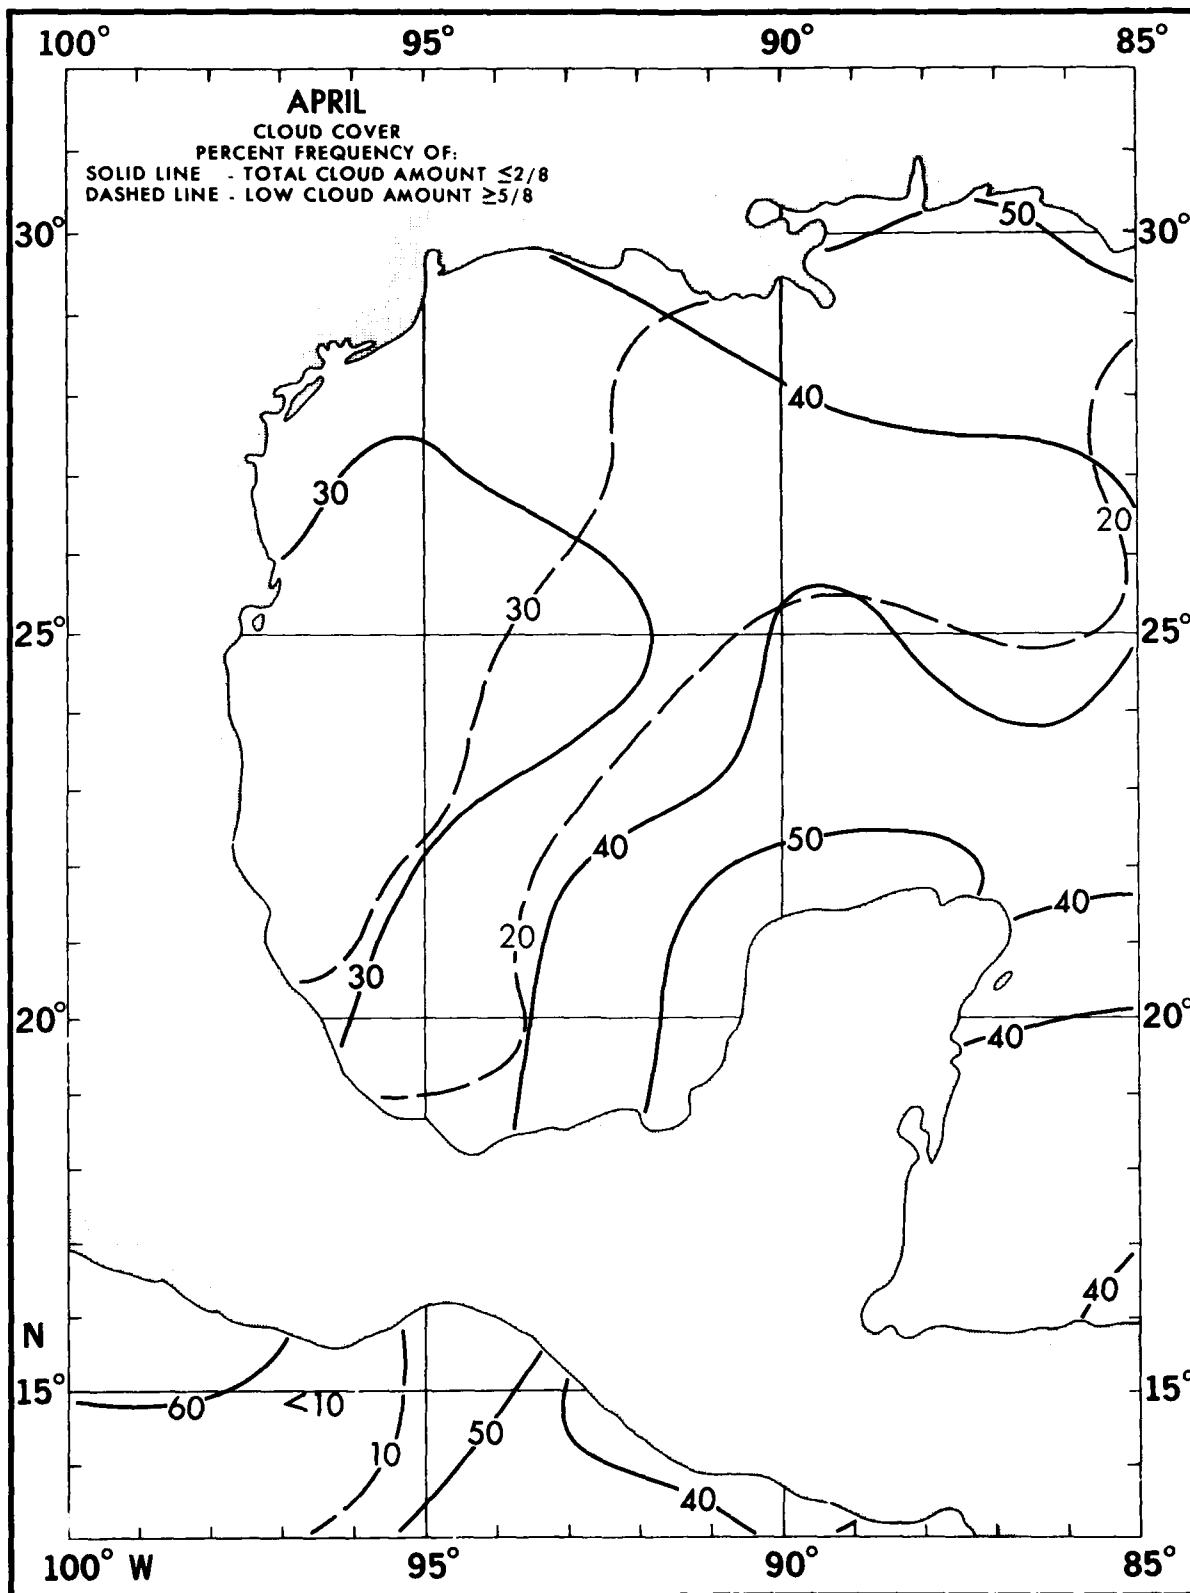 100° 95° 90° 85°
APRIL
CLOUD COVER
PERCENT FREQUENCY OF:
SOLID LINE - TOTAL CLOUD AMOUNT ≤2/8
DASHED LINE - LOW CLOUD AMOUNT ≥5/8
50
30° 30°
40
30
20
30
25° 25°
40
50
40
20
30
20° 20°
40
40
N
15° 15°
60
<10
50
10
40
100° W 95° 90° 85°